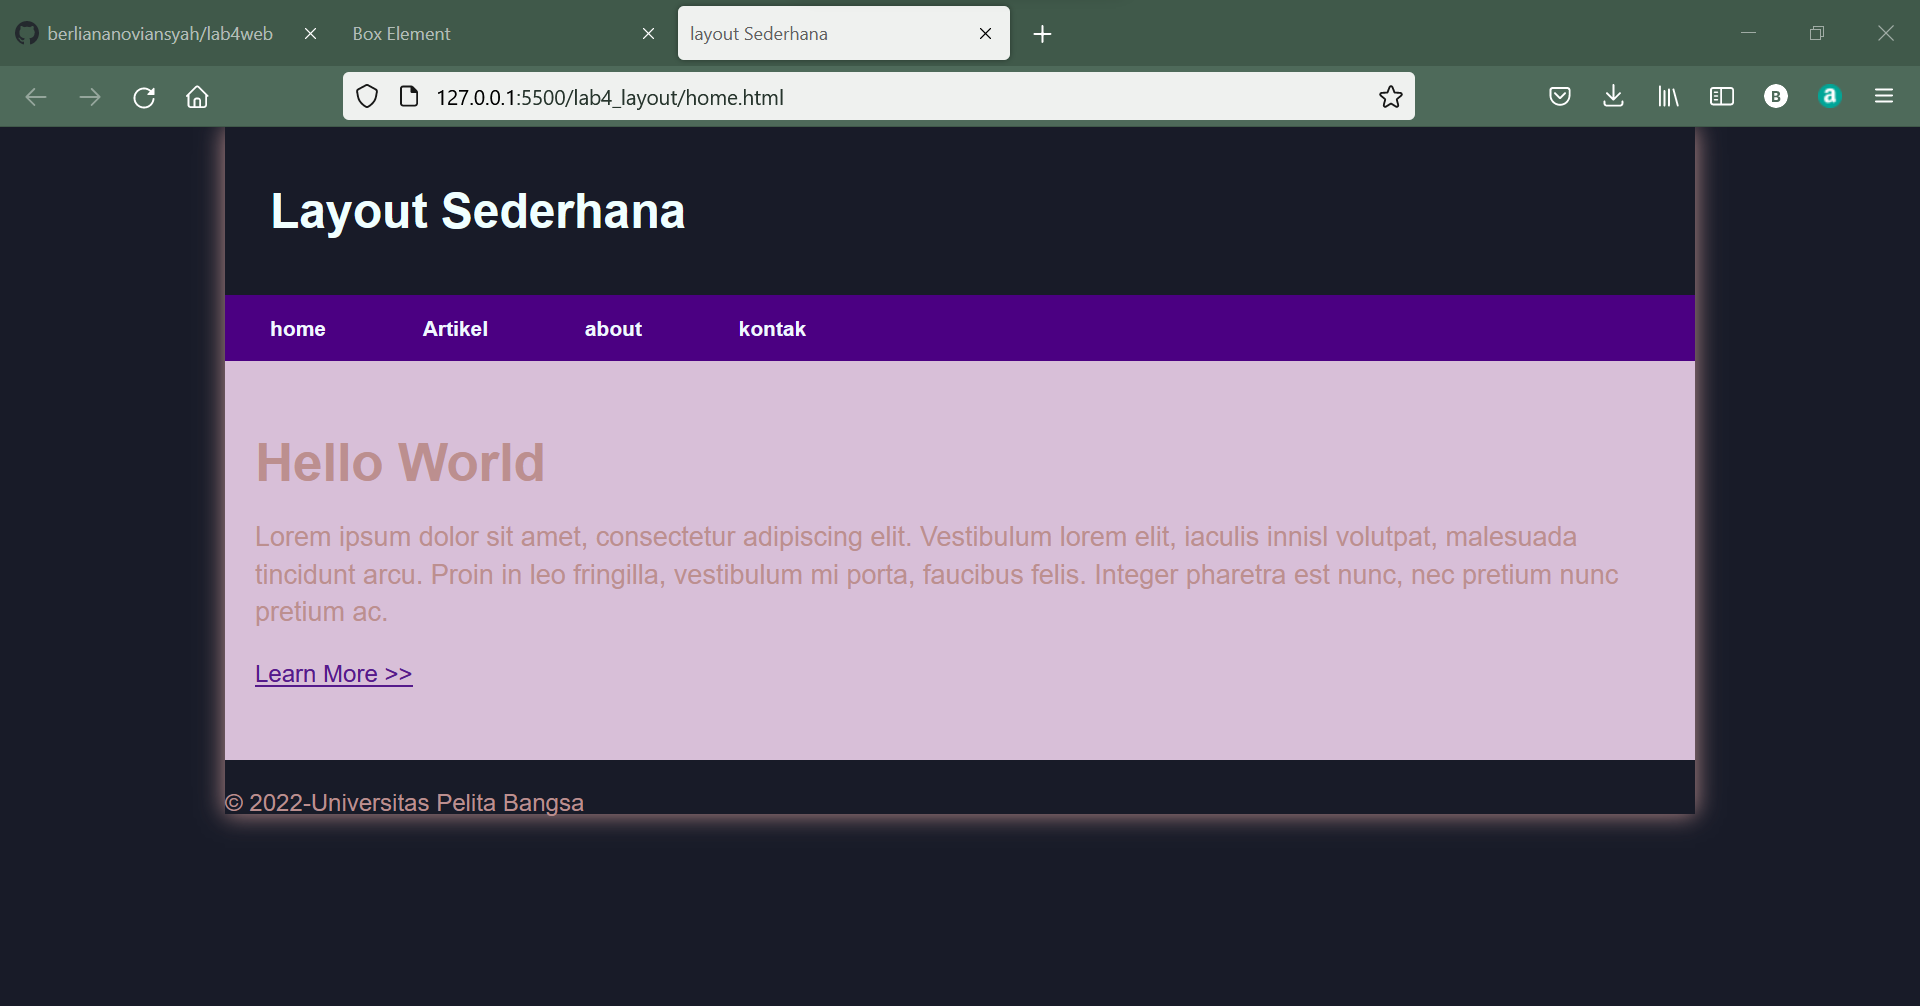 berliananoviansyah/lab4web
Box Element
layout Sederhana
127.0.0.1:5500/lab4_layout/home.html
B
a
Layout Sederhana
home Artikel about kontak
Hello World
Lorem ipsum dolor sit amet, consectetur adipiscing elit. Vestibulum lorem elit, iaculis innisl volutpat, malesuada
tincidunt arcu. Proin in leo fringilla, vestibulum mi porta, faucibus felis. Integer pharetra est nunc, nec pretium nunc
pretium ac.
Learn More >>
© 2022-Universitas Pelita Bangsa